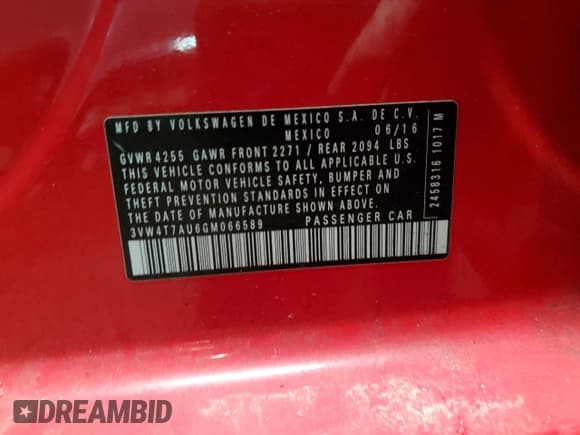 MFD BY VOLKSWAGEN DE MEXICO S.A. DE C.V.
MEXICO 06/16
GVWR 4255 GAWR FRONT 2271 / REAR 2094 LBS
THIS VEHICLE CONFORMS TO ALL APPLICABLE U.S.
FEDERAL MOTOR VEHICLE SAFETY, BUMPER AND
THEFT PREVENTION STANDARDS IN EFFECT ON
THE DATE OF MANUFACTURE SHOWN ABOVE.
3VW4T7AU6GM066589 PASSENGER CAR
2458316 1017 M
DREAMBID